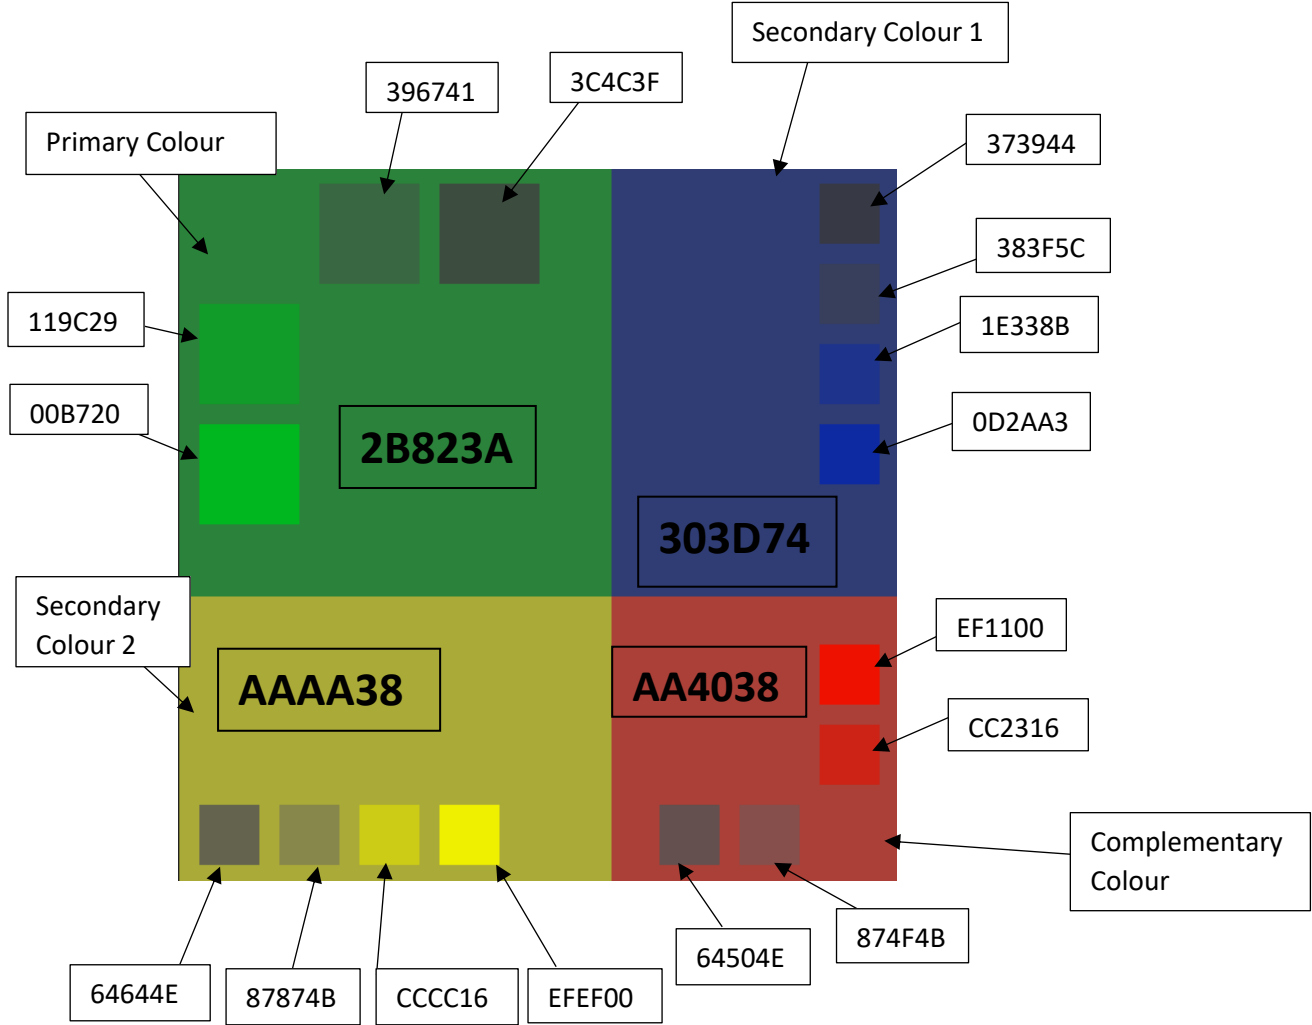 Secondary Colour 1
396741
3C4C3F
Primary Colour
373944
383F5C
119C29
1E338B
00B720
0D2AA3
2B823A
303D74
Secondary
Colour 2
EF1100
AAAA38
AA4038
CC2316
Complementary
Colour
874F4B
64504E
64644E
87874B
CCCC16
EFEF00